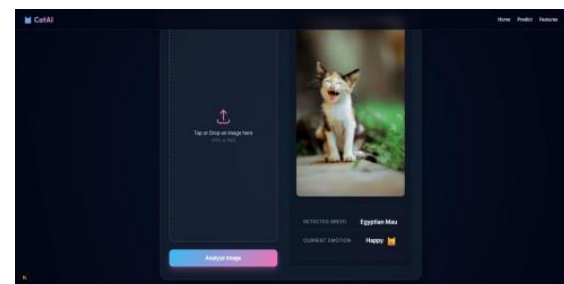 CatAI
Home Predict Features
Tap or Drop an image here
DETECTED BREED Egyptian Mau
CURRENT EMOTION Happy
Analyze Image